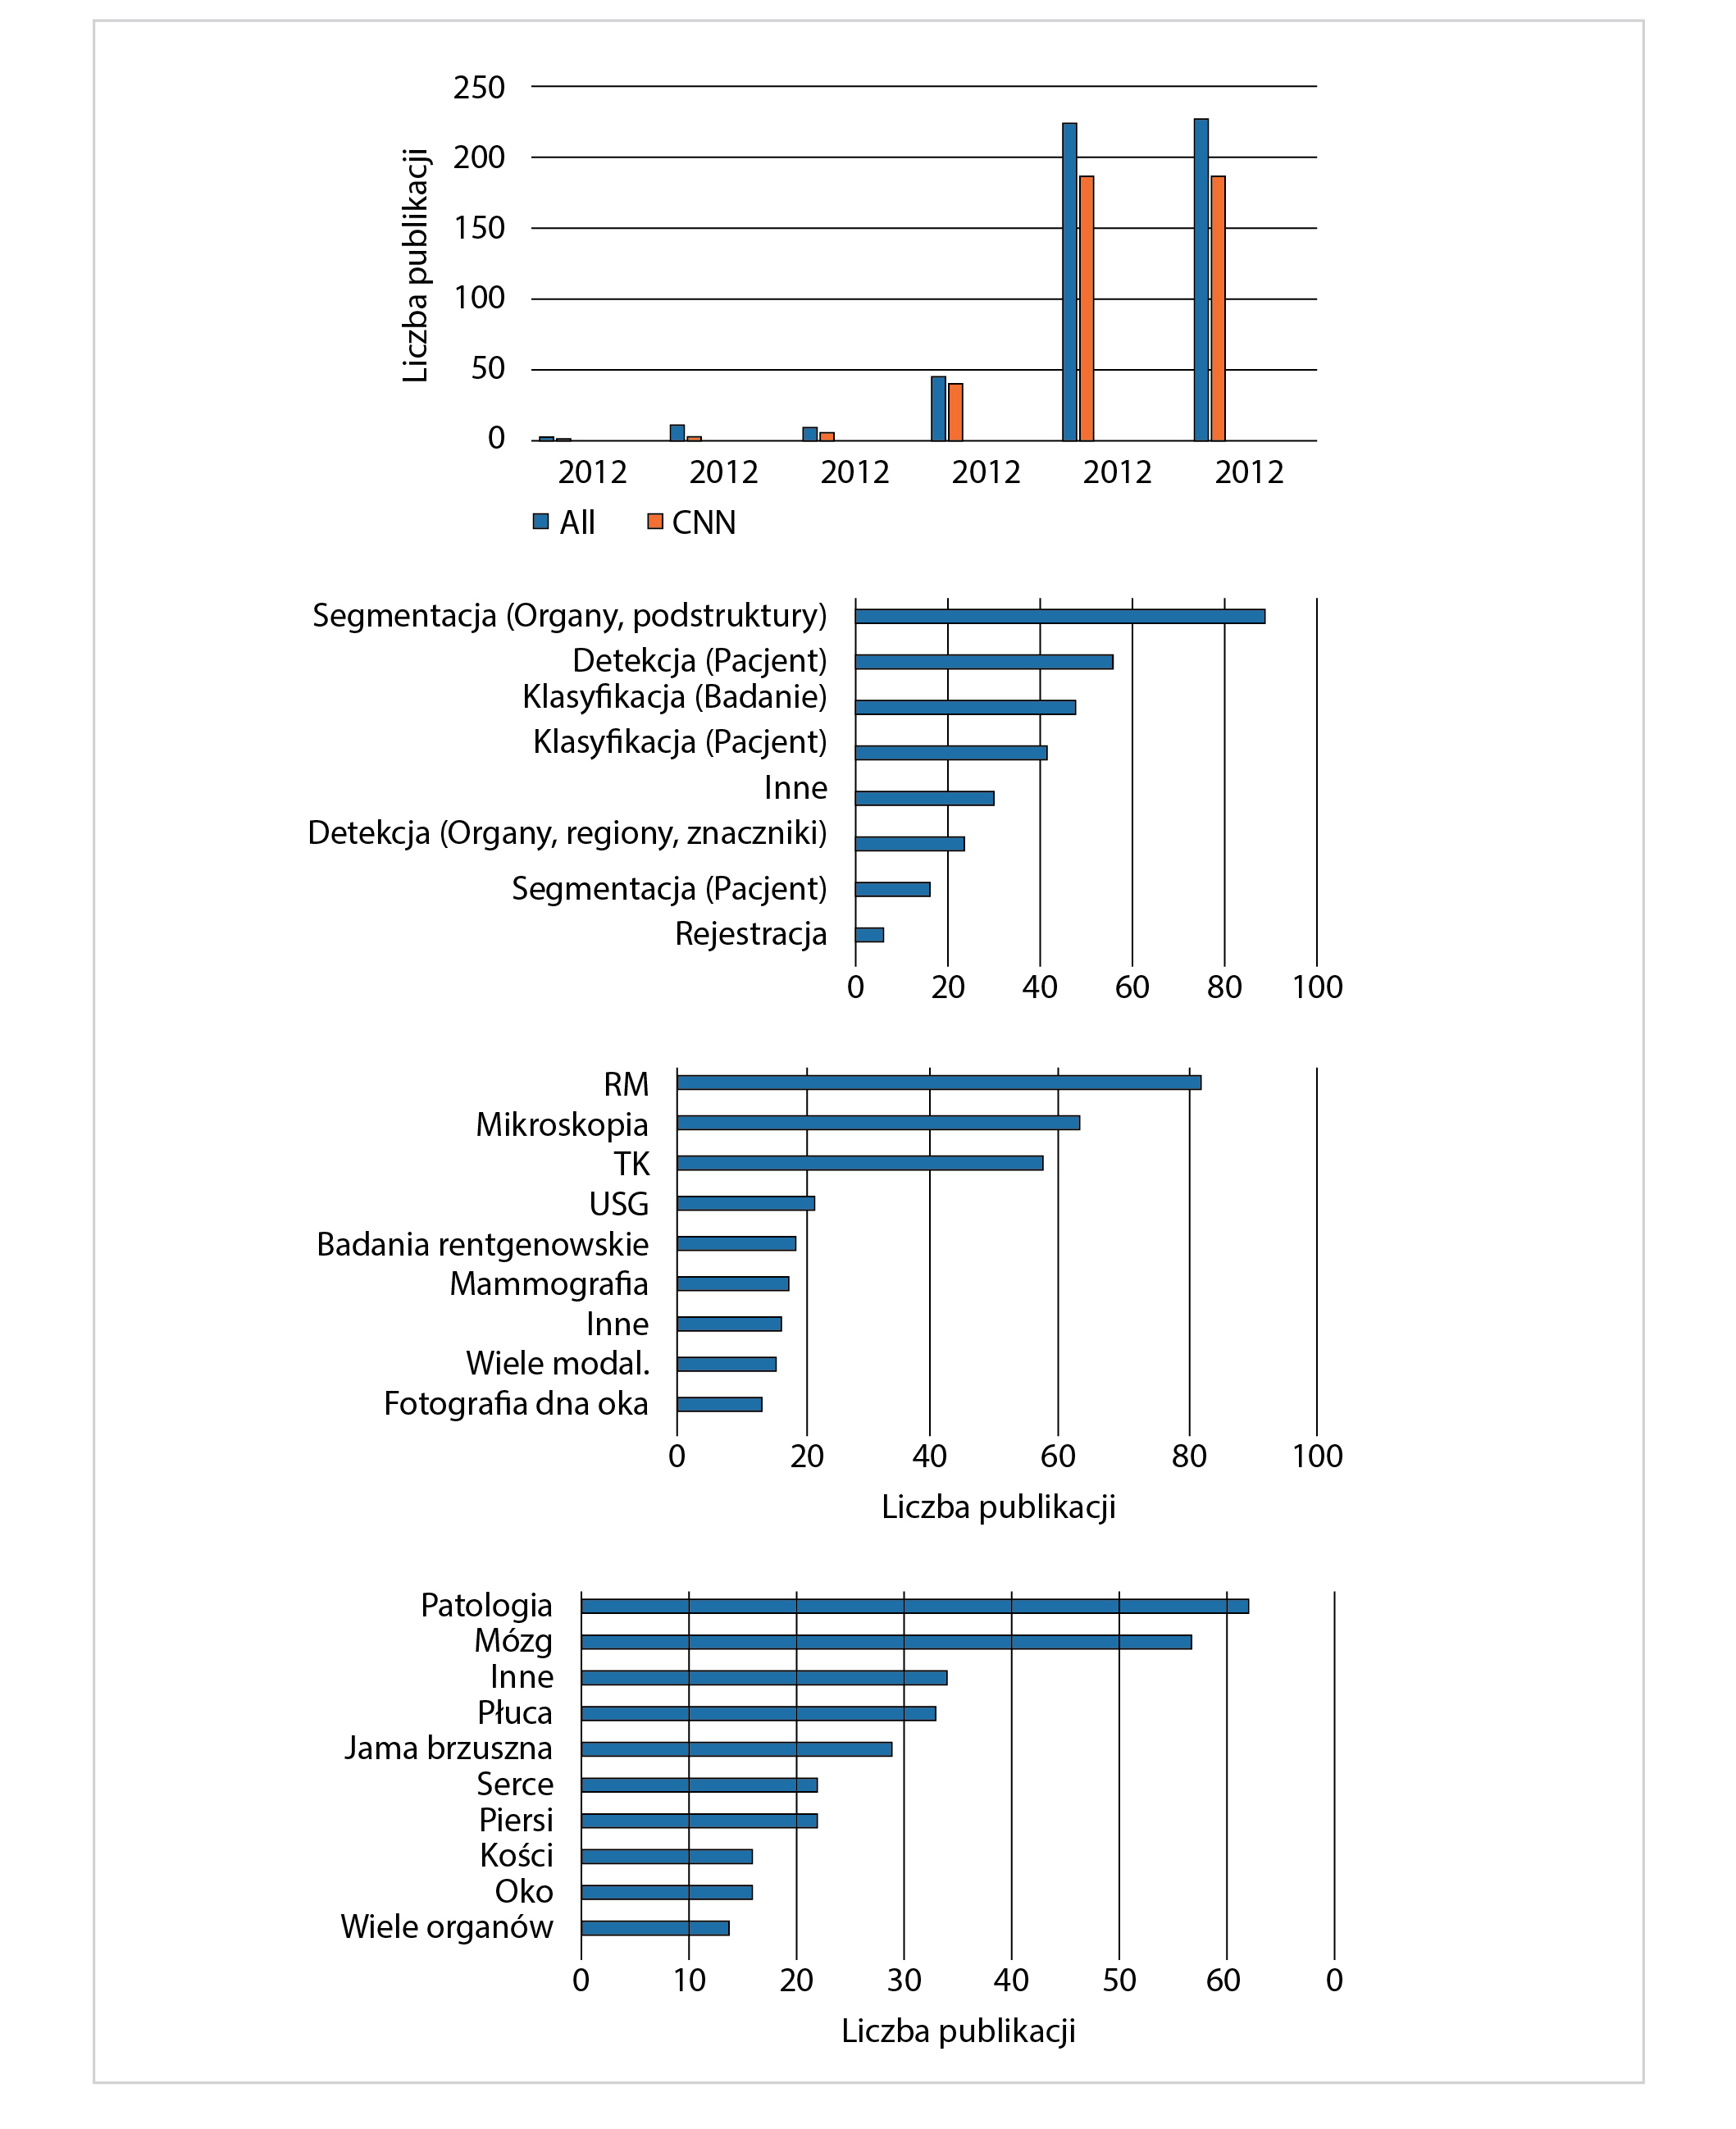 250
200
150
100
50
0
Liczba publikacji
2012 2012 2012 2012 2012 2012
All CNN
Segmentacja (Organy, podstruktury)
Detekcja (Pacjent)
Klasyfikacja (Badanie)
Klasyfikacja (Pacjent)
Inne
Detekcja (Organy, regiony, znaczniki)
Segmentacja (Pacjent)
Rejestracja
0 20 40 60 80 100
RM
Mikroskopia
TK
USG
Badania rentgenowskie
Mammografia
Inne
Wiele modal.
Fotografia dna oka
0 20 40 60 80 100
Liczba publikacji
Patologia
Mózg
Inne
Płuca
Jama brzuszna
Serce
Piersi
Kości
Oko
Wiele organów
0 10 20 30 40 50 60 0
Liczba publikacji